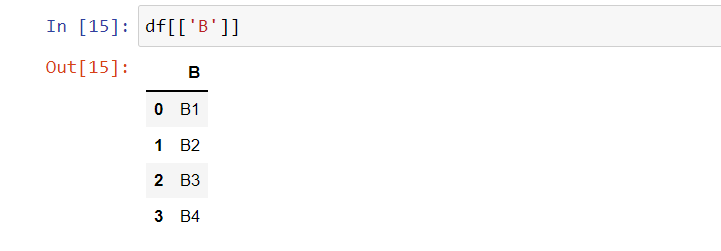 In [15]: df[['B']]
Out[15]:
B
0 B1
1 B2
2 B3
3 B4